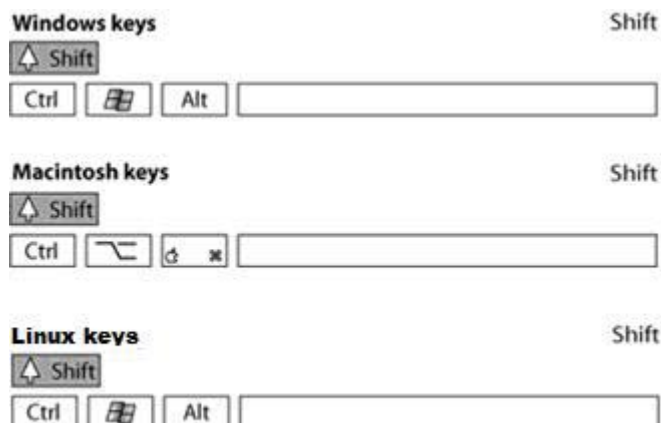 Windows keys Shift
Shift
Ctrl Alt
Macintosh keys Shift
Shift
Ctrl ⌥ ⌘
Linux keys Shift
Shift
Ctrl Alt